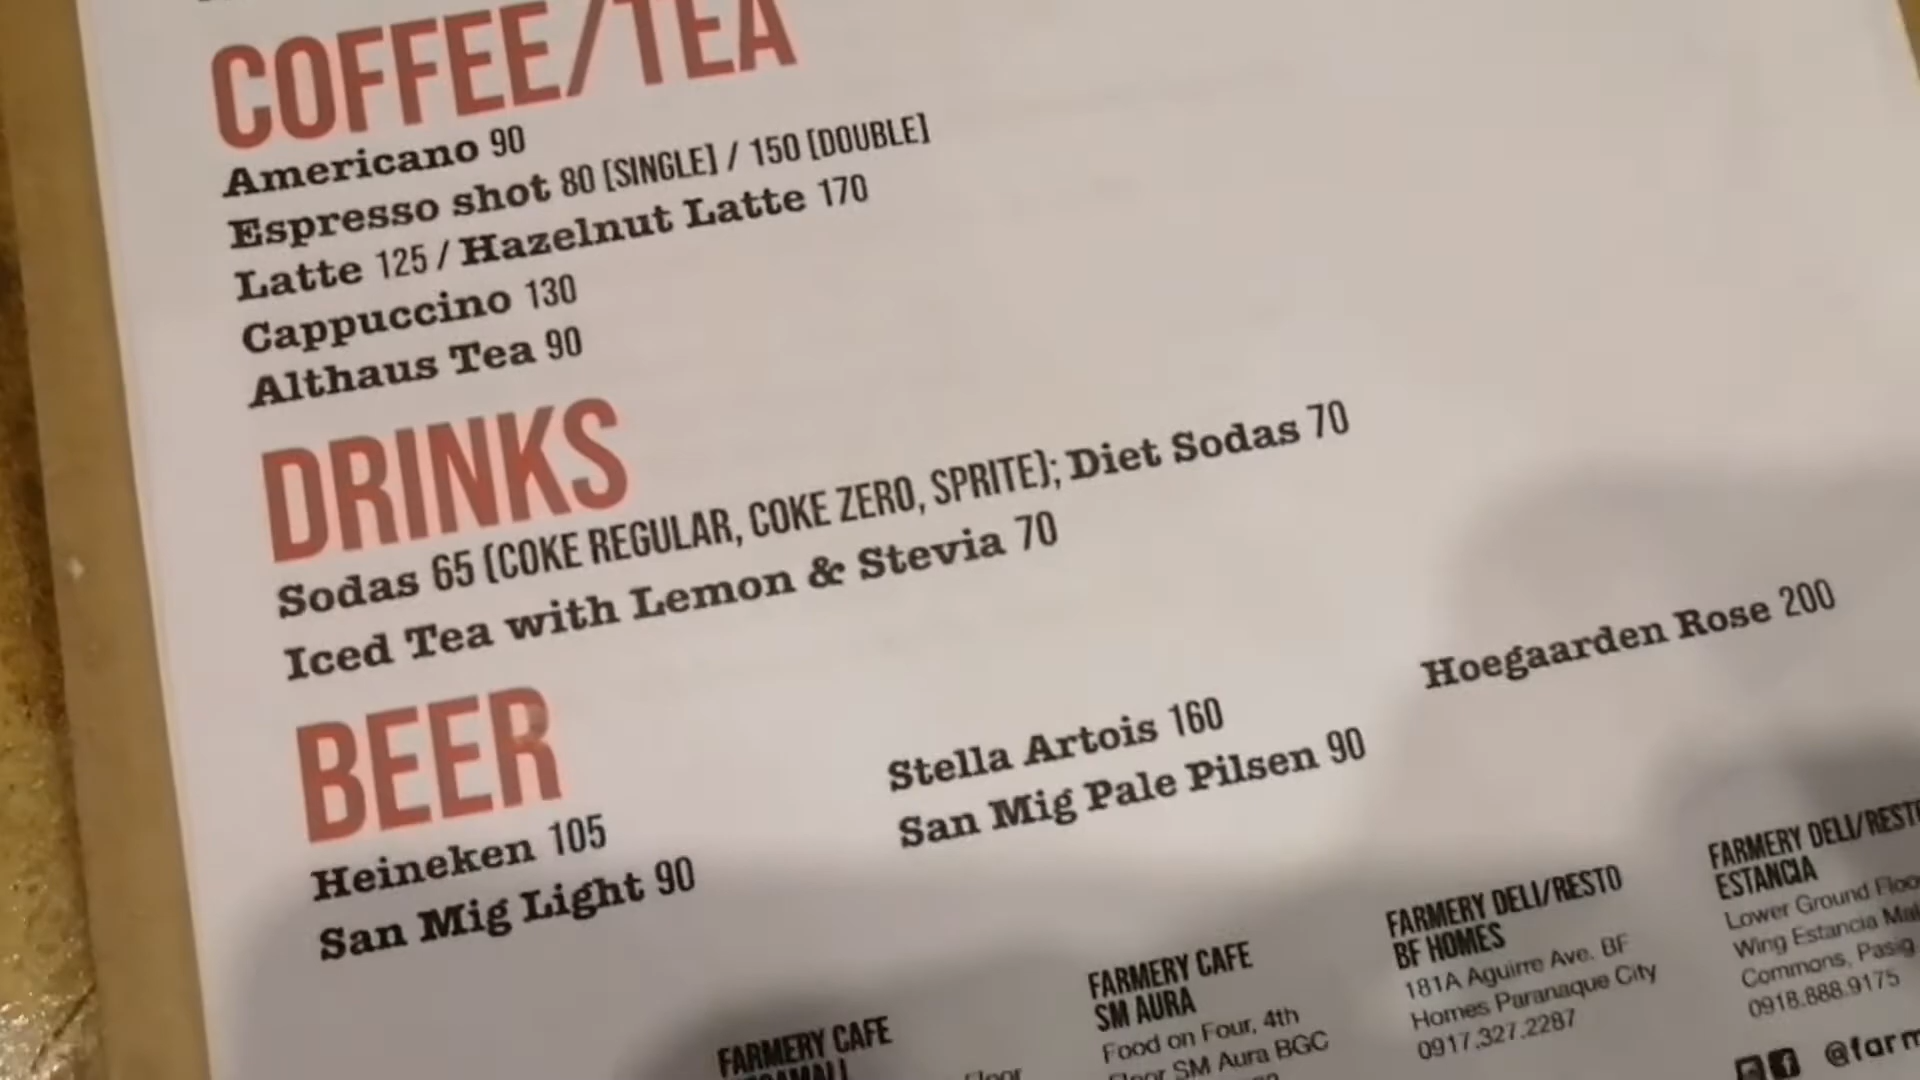 COFFEE/TEA
Americano 90
Espresso shot 80 [SINGLE] / 150 [DOUBLE]
Latte 125 / Hazelnut Latte 170
Cappuccino 130
Althaus Tea 90
DRINKS
Sodas 65 (COKE REGULAR, COKE ZERO, SPRITE); Diet Sodas 70
Iced Tea with Lemon & Stevia 70
BEER
Heineken 105
San Mig Light 90
Stella Artois 160
San Mig Pale Pilsen 90
Hoegaarden Rose 200
FARMERY CAFE
FARMERY CAFE
SM AURA
Food on Four, 4th
Floor SM Aura BGC
FARMERY DELI/RESTO
BF HOMES
181A Aguirre Ave. BF
Homes Paranaque City
0917.327.2287
FARMERY DELI/REST
ESTANCIA
Lower Ground Floo
Wing Estancia Mal
Commons, Pasig
0918.888.9175
@farm